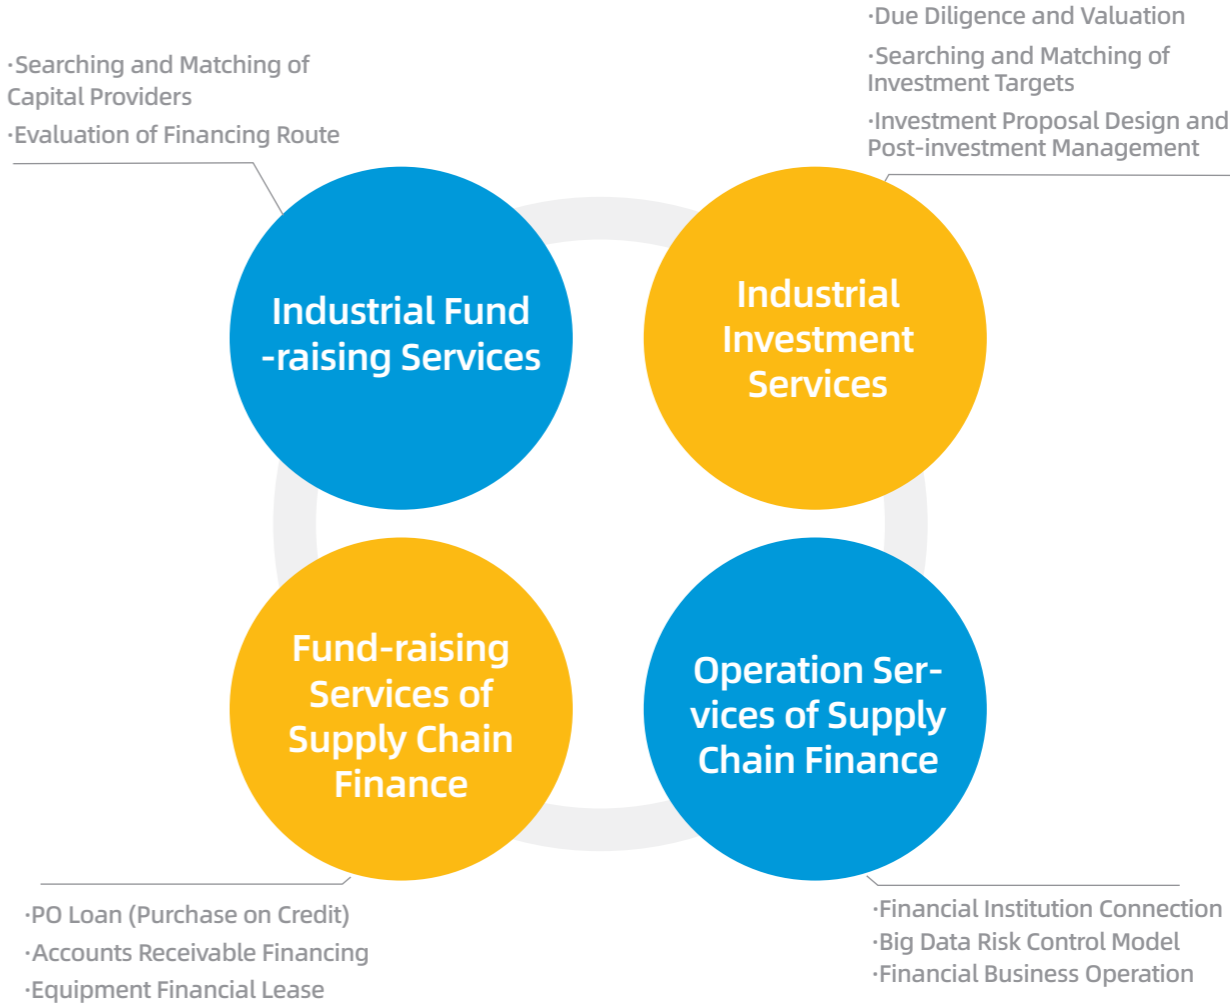 ·Searching and Matching of
Capital Providers
·Evaluation of Financing Route
·Due Diligence and Valuation
·Searching and Matching of
Investment Targets
·Investment Proposal Design and
Post-investment Management
Industrial Fund
-raising Services
Industrial
Investment
Services
Fund-raising
Services of
Supply Chain
Finance
Operation Ser-
vices of Supply
Chain Finance
·PO Loan (Purchase on Credit)
·Accounts Receivable Financing
·Equipment Financial Lease
·Financial Institution Connection
·Big Data Risk Control Model
·Financial Business Operation